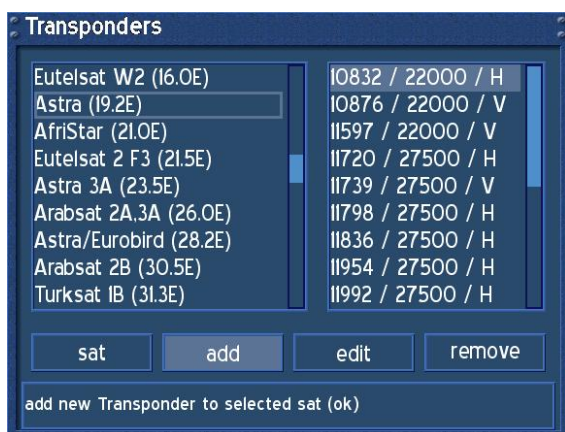 Transponders
Eutelsat W2 (16.0E)
Astra (19.2E)
AfriStar (21.0E)
Eutelsat 2 F3 (21.5E)
Astra 3A (23.5E)
Arabsat 2A,3A (26.0E)
Astra/Eurobird (28.2E)
Arabsat 2B (30.5E)
Turksat 1B (31.3E)
10832 / 22000 / H
10876 / 22000 / V
11597 / 22000 / V
11720 / 27500 / H
11739 / 27500 / V
11798 / 27500 / H
11836 / 27500 / H
11954 / 27500 / H
11992 / 27500 / H
sat add edit remove
add new Transponder to selected sat (ok)